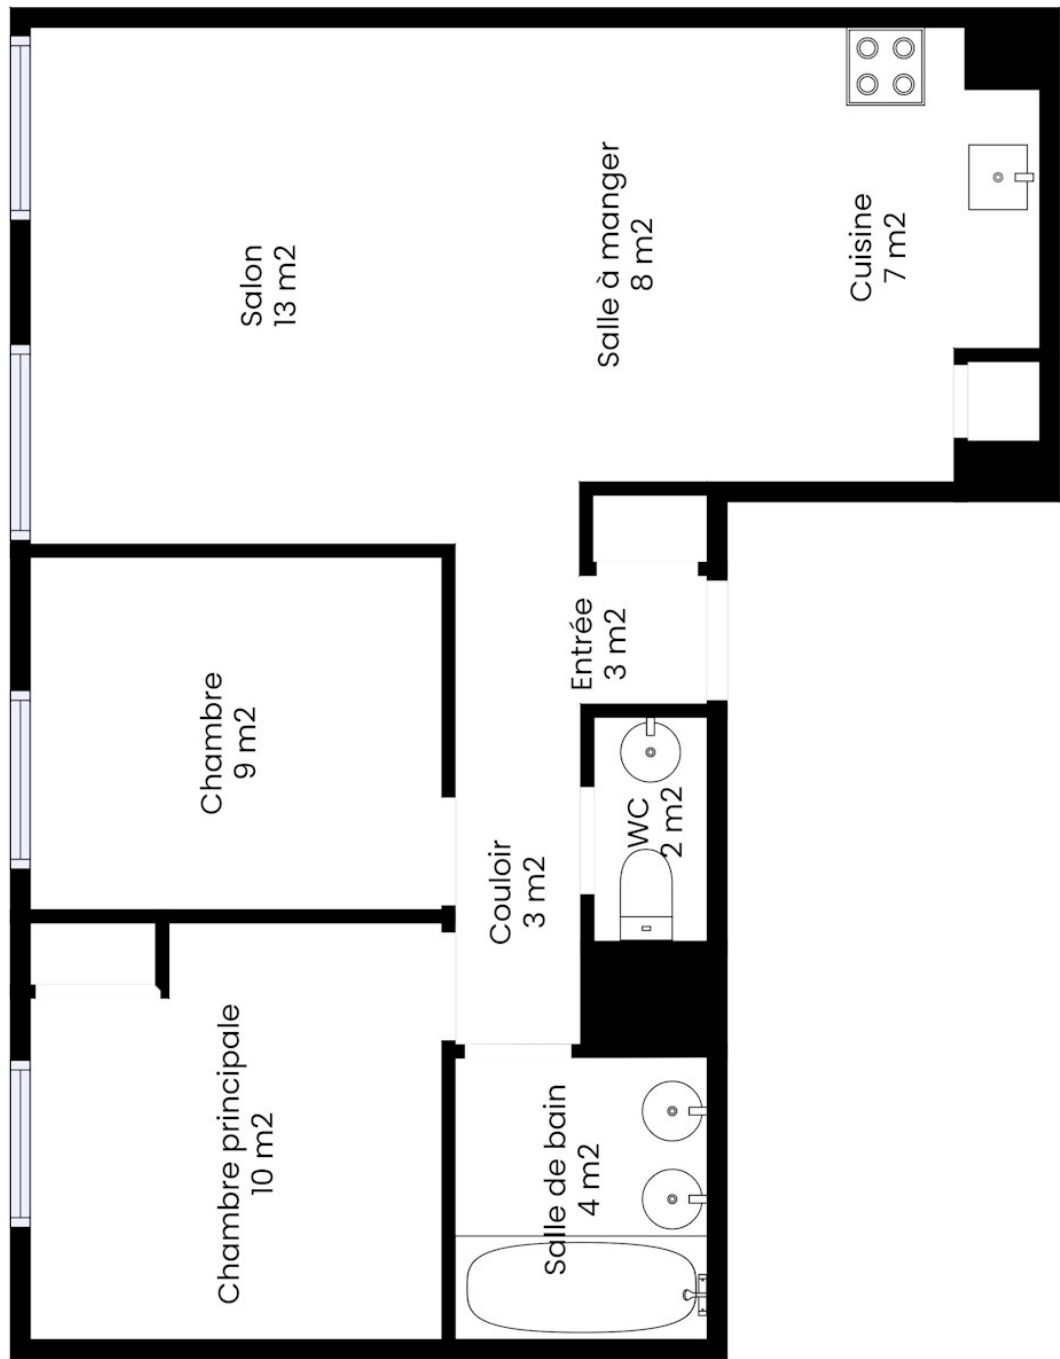 Salon
13 m2
Salle à manger
8 m2
Cuisine
7 m2
Entrée
3 m2
Chambre
9 m2
WC
2 m2
Couloir
3 m2
Chambre principale
10 m2
Salle de bain
4 m2